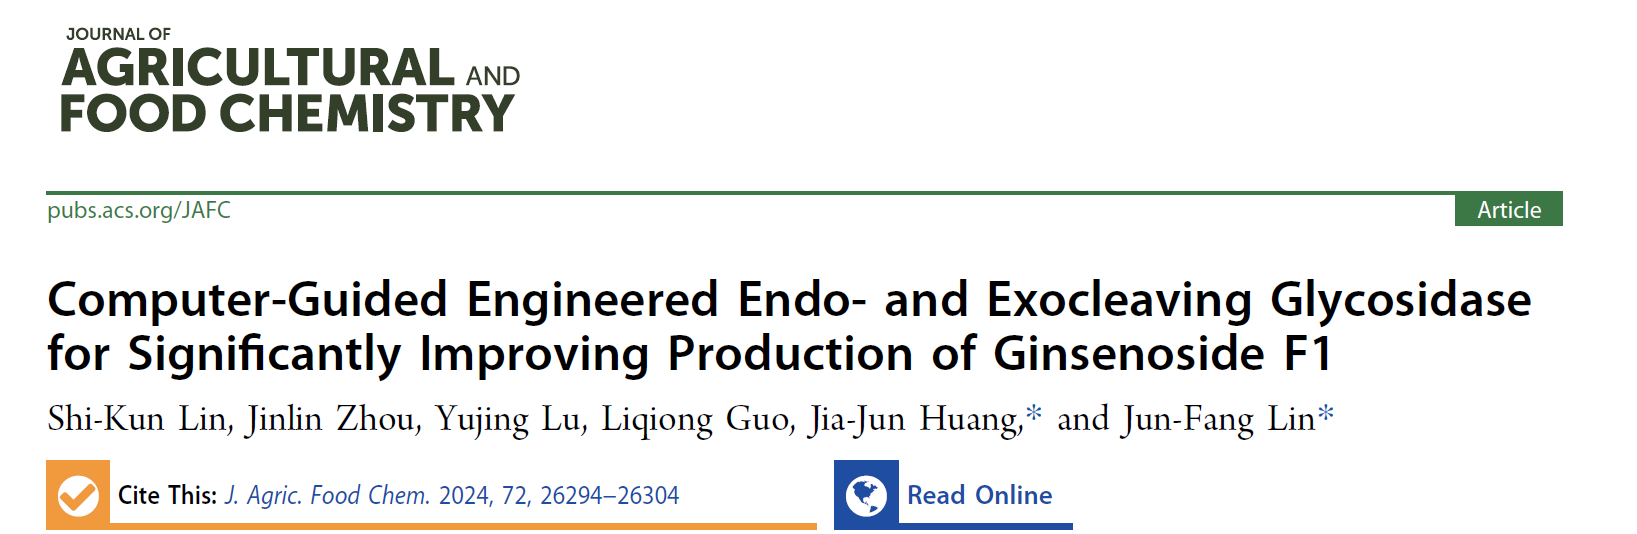 JOURNAL OF
AGRICULTURAL AND
FOOD CHEMISTRY
pubs.acs.org/JAFC
Article
Computer-Guided Engineered Endo- and Exocleaving Glycosidase
for Significantly Improving Production of Ginsenoside F1
Shi-Kun Lin, Jinlin Zhou, Yujing Lu, Liqiong Guo, Jia-Jun Huang,* and Jun-Fang Lin*
Cite This: J. Agric. Food Chem. 2024, 72, 26294–26304
Read Online